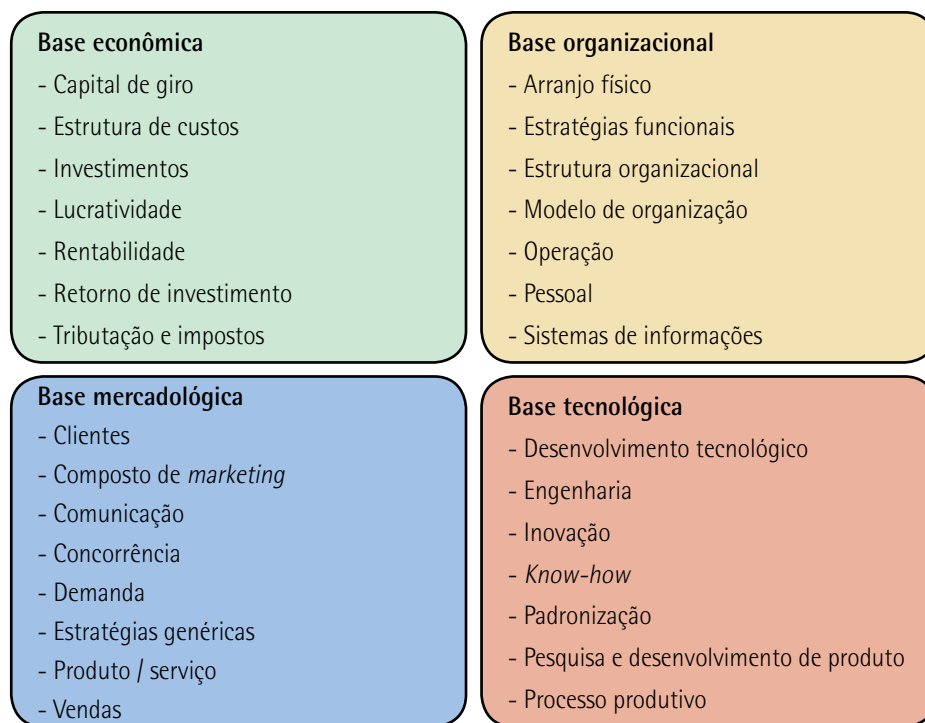 Base econômica
- Capital de giro
- Estrutura de custos
- Investimentos
- Lucratividade
- Rentabilidade
- Retorno de investimento
- Tributação e impostos
Base organizacional
- Arranjo físico
- Estratégias funcionais
- Estrutura organizacional
- Modelo de organização
- Operação
- Pessoal
- Sistemas de informações
Base mercadológica
- Clientes
- Composto de marketing
- Comunicação
- Concorrência
- Demanda
- Estratégias genéricas
- Produto / serviço
- Vendas
Base tecnológica
- Desenvolvimento tecnológico
- Engenharia
- Inovação
- Know-how
- Padronização
- Pesquisa e desenvolvimento de produto
- Processo produtivo